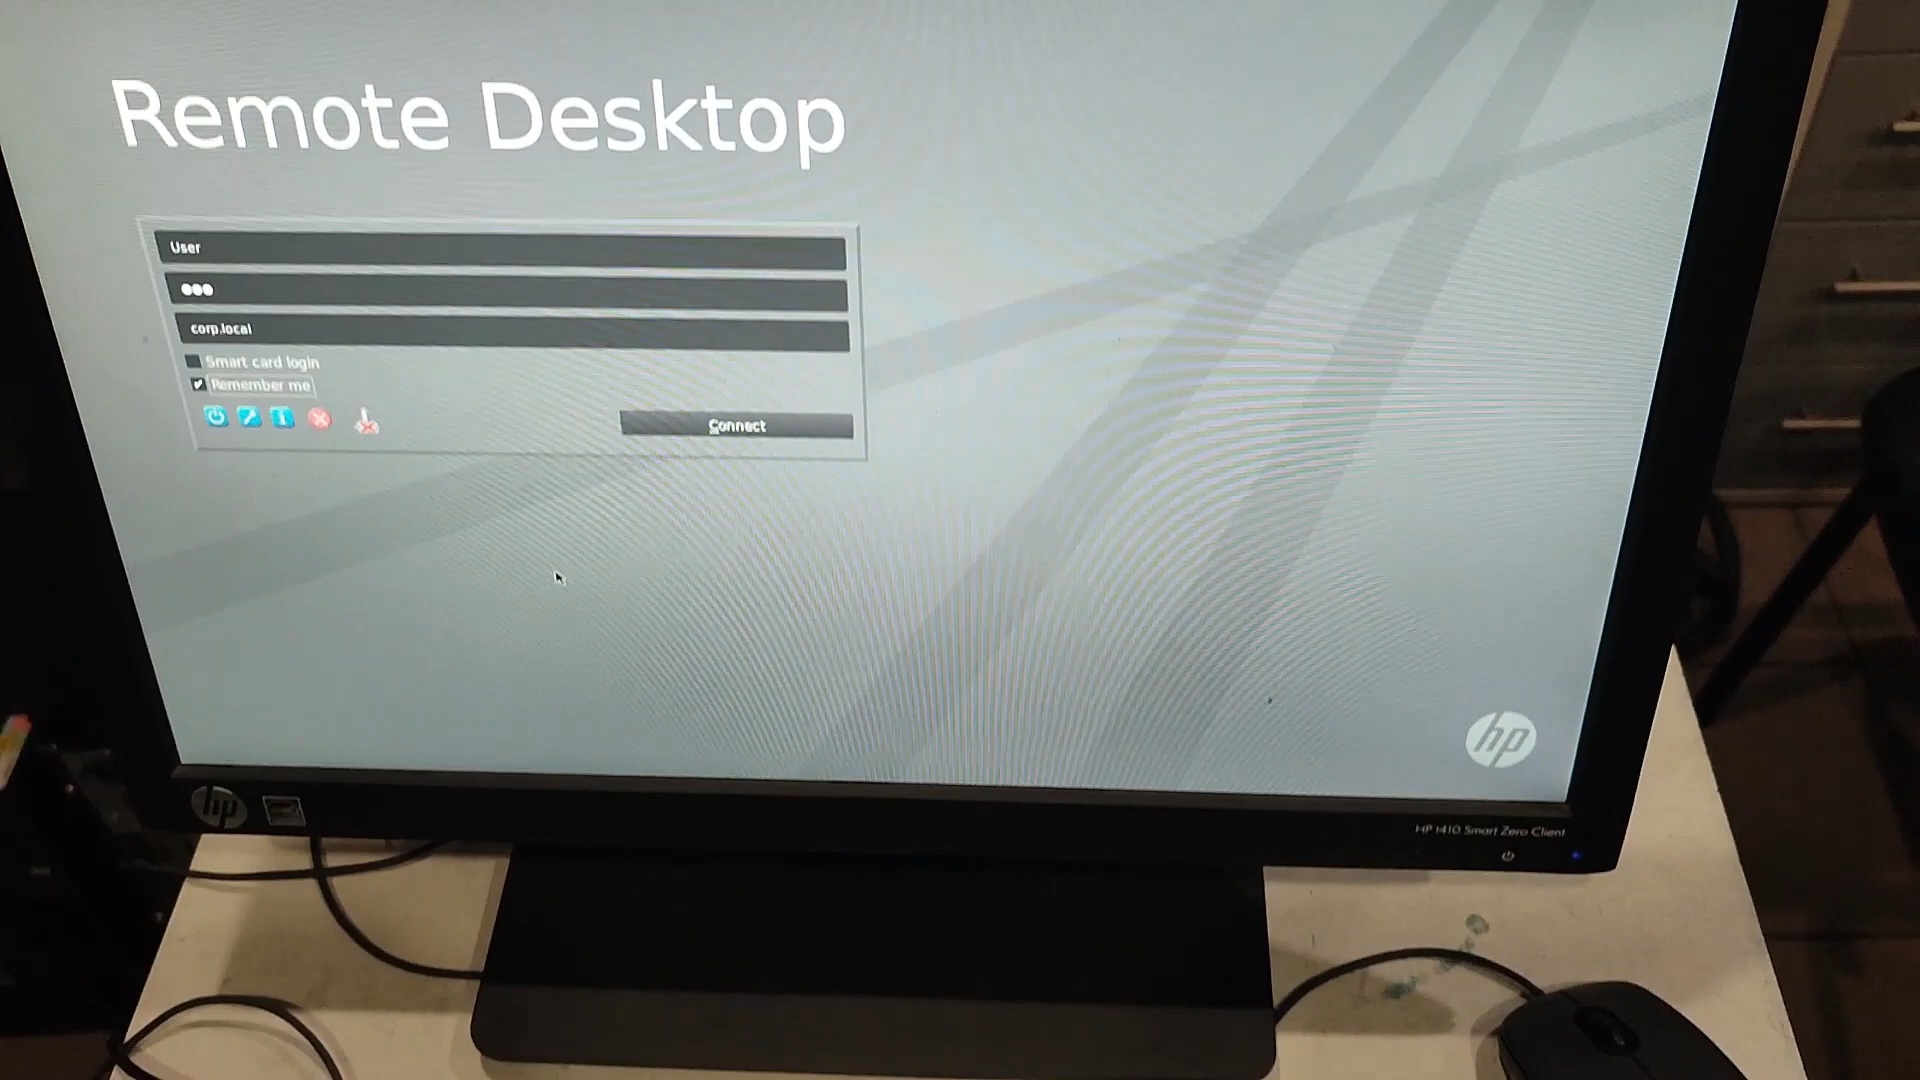 Remote Desktop
User
●●●
corp.local
Smart card login
Remember me
Connect
hp
hp
HP t410 Smart Zero Client